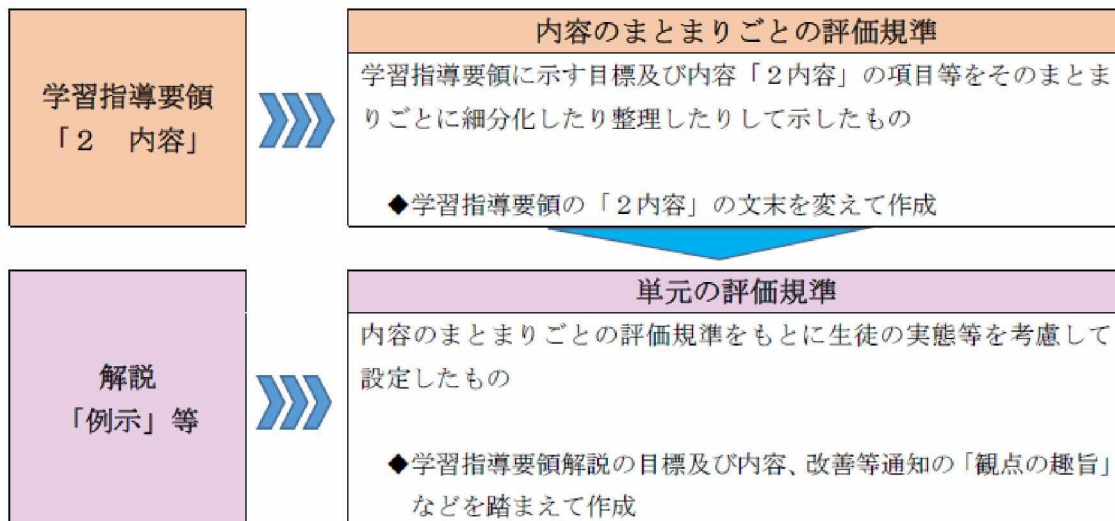 学習指導要領
「２　内容」
内容のまとまりごとの評価規準
学習指導要領に示す目標及び内容「２内容」の項目等をそのまとま
りごとに細分化したり整理したりして示したもの
◆学習指導要領の「２内容」の文末を変えて作成
解説
「例示」等
単元の評価規準
内容のまとまりごとの評価規準をもとに生徒の実態等を考慮して
設定したもの
◆学習指導要領解説の目標及び内容、改善等通知の「観点の趣旨」
などを踏まえて作成